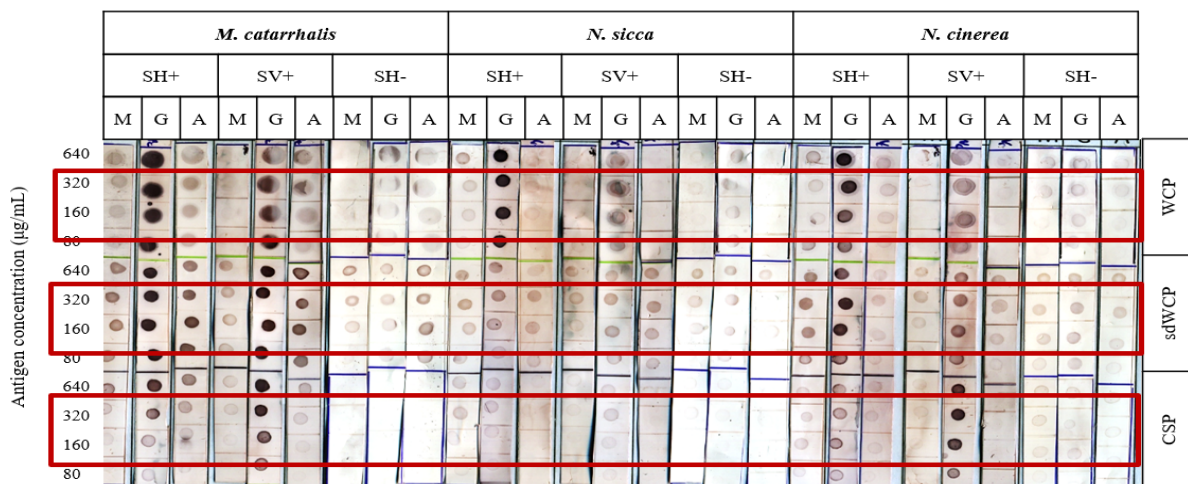 M. catarrhalis N. sicca N. cinerea
SH+ SV+ SH- SH+ SV+ SH- SH+ SV+ SH-
M G A M G A M G A M G A M G A M G A M G A M G A M G A
Antigen concentration (µg/mL)
640
320
160
80
WCP
640
320
160
80
sdWCP
640
320
160
80
CSP